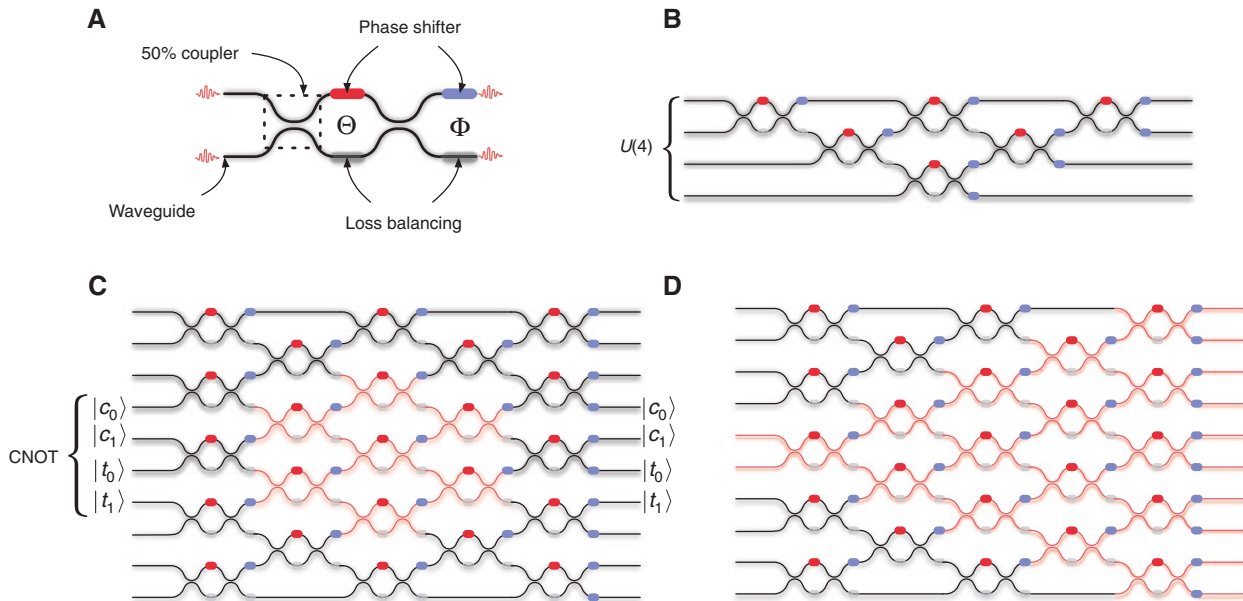 A
Phase shifter
50% coupler
Θ
Φ
Waveguide
Loss balancing
B
U(4)
C
CNOT
|c₀⟩
|c₁⟩
|t₀⟩
|t₁⟩
|c₀⟩
|c₁⟩
|t₀⟩
|t₁⟩
D